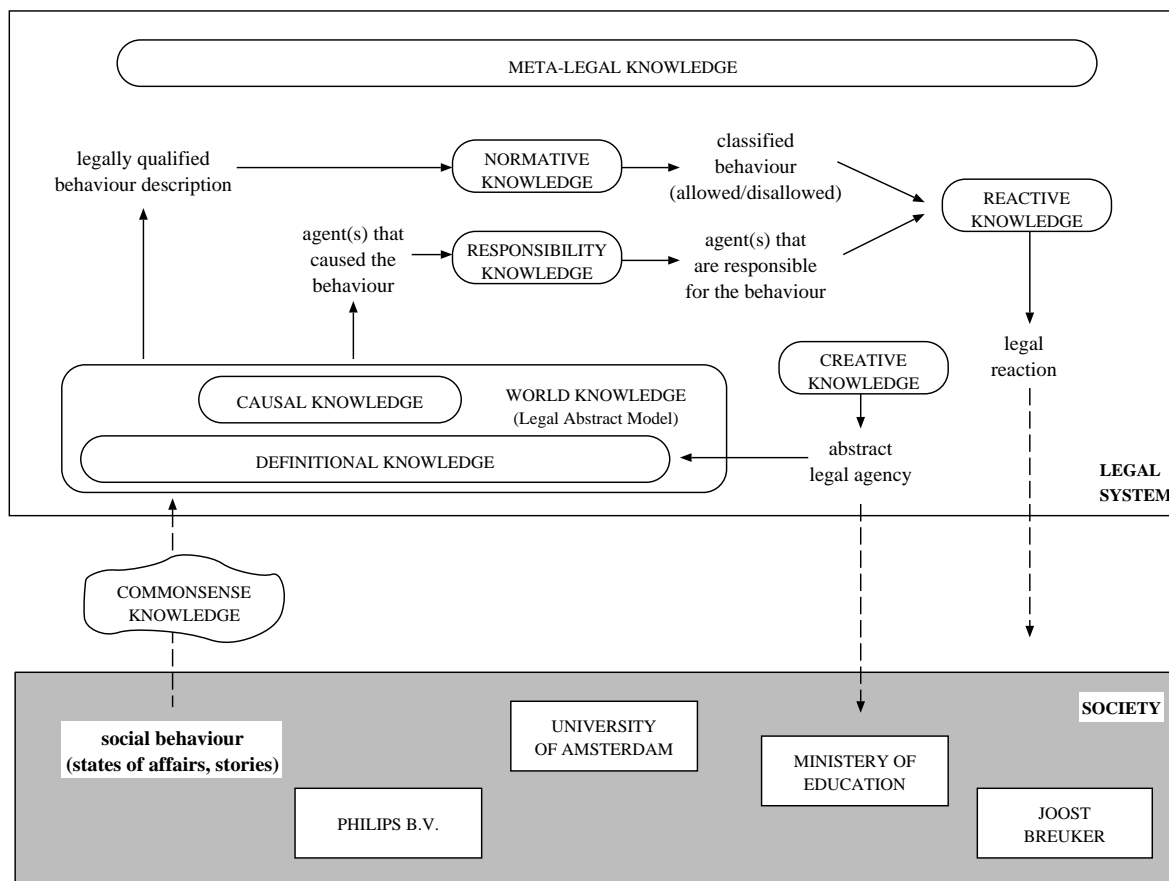 META-LEGAL KNOWLEDGE
legally qualified
behaviour description
NORMATIVE
KNOWLEDGE
classified
behaviour
(allowed/disallowed)
REACTIVE
KNOWLEDGE
agent(s) that
caused the
behaviour
RESPONSIBILITY
KNOWLEDGE
agent(s) that
are responsible
for the behaviour
CREATIVE
KNOWLEDGE
legal
reaction
CAUSAL KNOWLEDGE
WORLD KNOWLEDGE
(Legal Abstract Model)
DEFINITIONAL KNOWLEDGE
abstract
legal agency
LEGAL
SYSTEM
COMMONSENSE
KNOWLEDGE
SOCIETY
social behaviour
(states of affairs, stories)
UNIVERSITY
OF AMSTERDAM
MINISTERY OF
EDUCATION
PHILIPS B.V.
JOOST
BREUKER